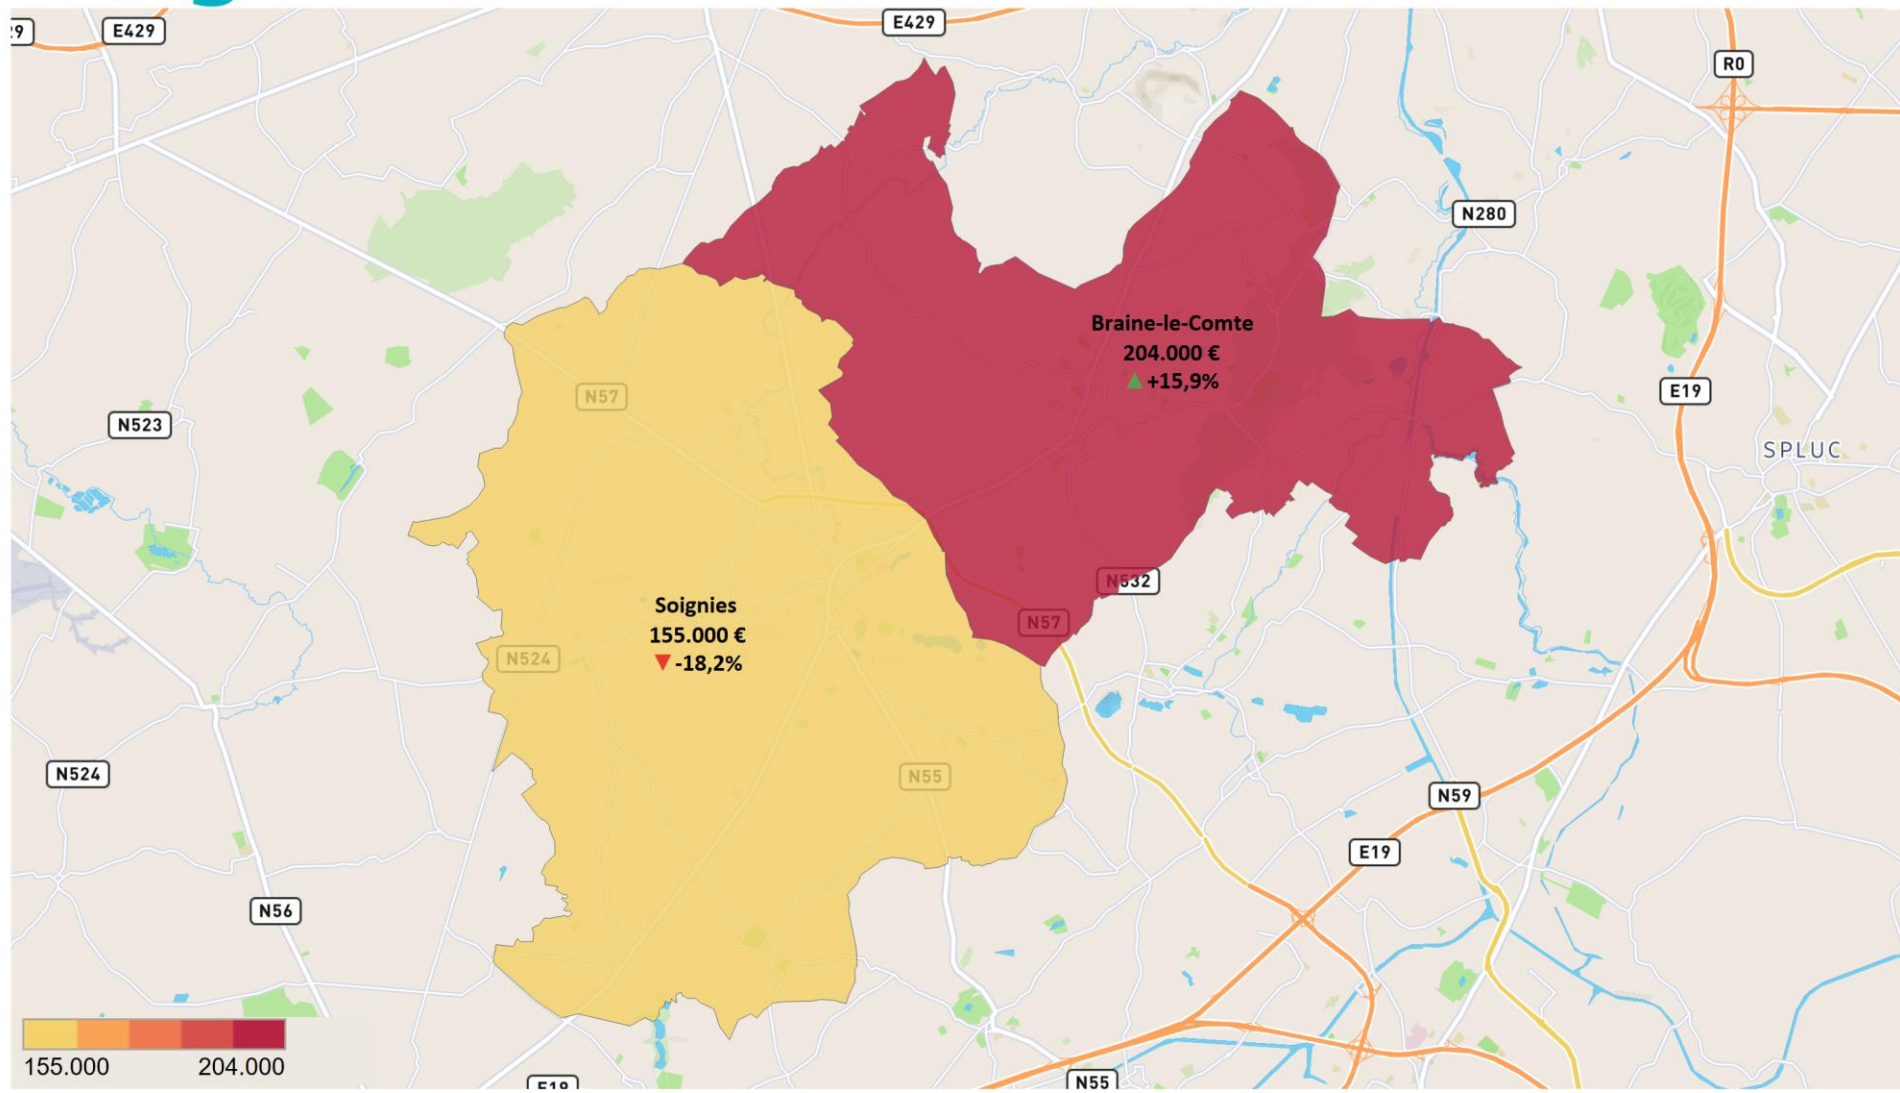 E429
E429
R0
N280
Braine-le-Comte
204.000 €
▲ +15,9%
N57
E19
N523
SPLUC
N532
Soignies
155.000 €
▼ -18,2%
N57
N524
N524
N55
N59
E19
N56
155.000
204.000
N55